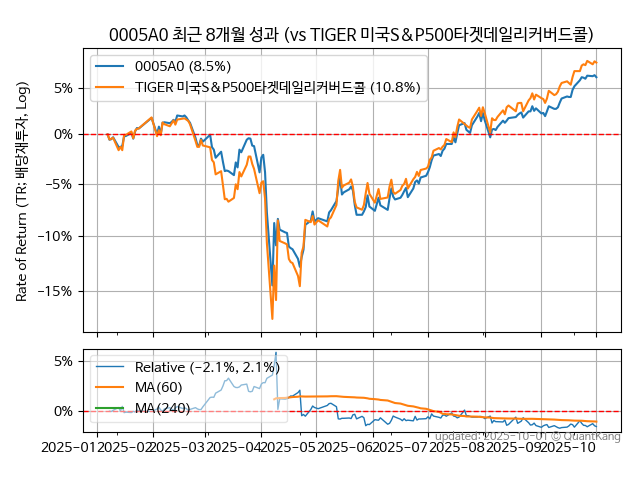 0005A0 최근 8개월 성과 (vs TIGER 미국S&P500타겟데일리커버드콜)
0005A0 (8.5%)
TIGER 미국S&P500타겟데일리커버드콜 (10.8%)
Rate of Return (TR; 배당재투자, Log)
5%
0%
−5%
−10%
−15%
Relative (−2.1%, 2.1%)
MA(60)
MA(240)
5%
0%
2025-01
2025-02
2025-03
2025-04
2025-05
2025-06
2025-07
2025-08
2025-09
2025-10
updated: 2025-10-01 © QuantKang